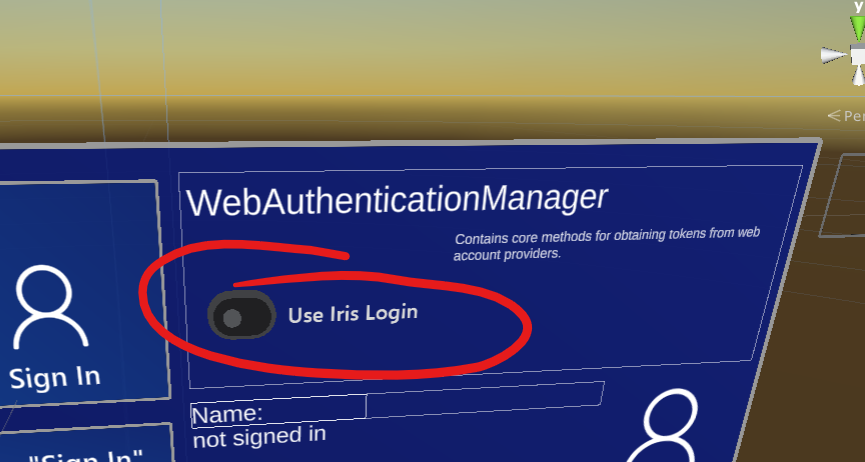 y
WebAuthenticationManager
Contains core methods for obtaining tokens from web
account providers.
Use Iris Login
Sign In
Name:
not signed in
"Sign In"